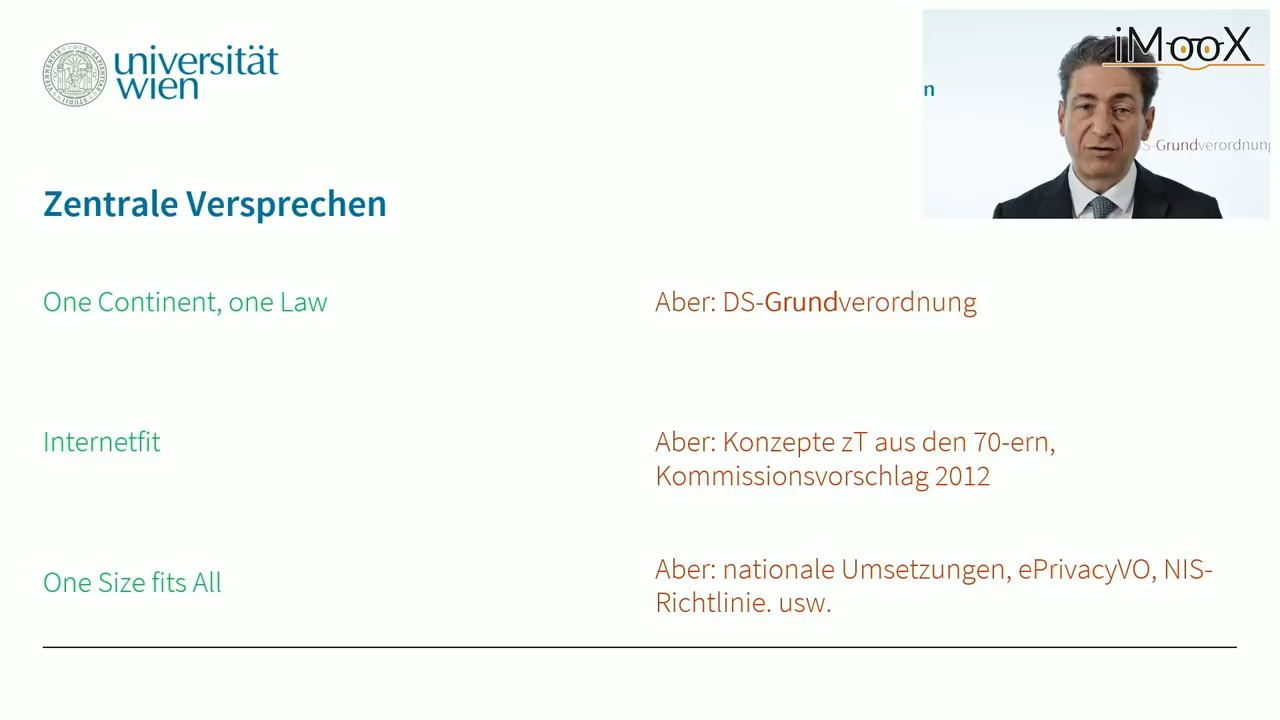 universität
wien
iMooX
n
S-Grundverordnung
Zentrale Versprechen
One Continent, one Law
Aber: DS-Grundverordnung
Internetfit
Aber: Konzepte zT aus den 70-ern,
Kommissionsvorschlag 2012
One Size fits All
Aber: nationale Umsetzungen, ePrivacyVO, NIS-
Richtlinie. usw.